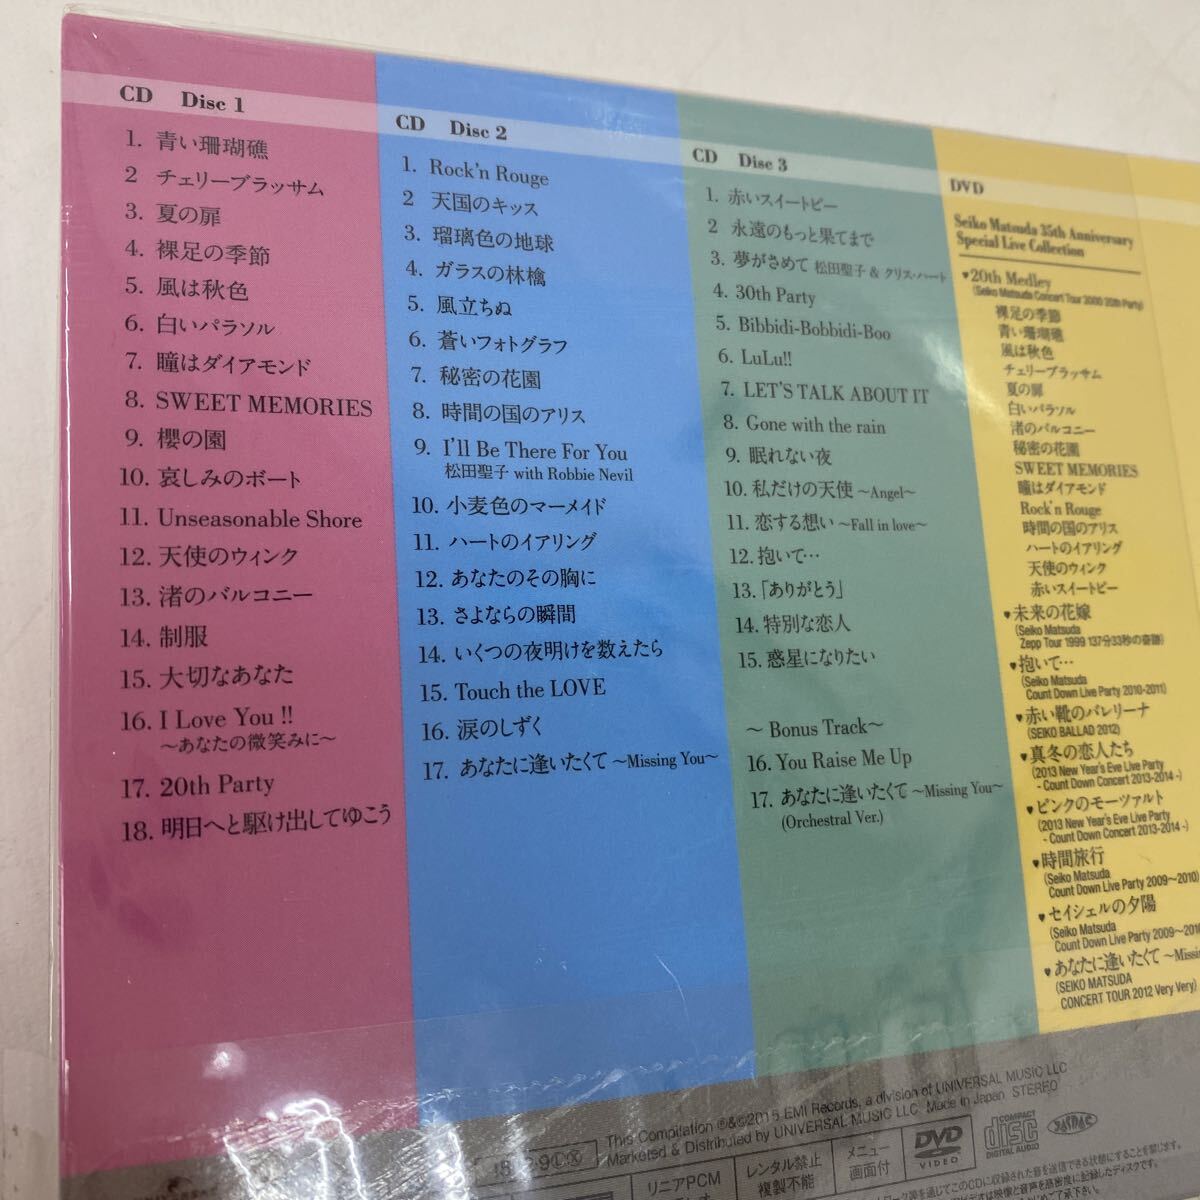 CD Disc 1
1. 青い珊瑚礁
2 チェリーブラッサム
3. 夏の扉
4. 裸足の季節
5. 風は秋色
6. 白いパラソル
7. 瞳はダイアモンド
8. SWEET MEMORIES
9. 櫻の園
10. 哀しみのボート
11. Unseasonable Shore
12. 天使のウィンク
13. 渚のバルコニー
14. 制服
15. 大切なあなた
16. I Love You !!
～あなたの微笑みに～
17. 20th Party
18. 明日へと駆け出してゆこう
CD Disc 2
1. Rock'n Rouge
2 天国のキッス
3. 瑠璃色の地球
4. ガラスの林檎
5. 風立ちぬ
6. 蒼いフォトグラフ
7. 秘密の花園
8. 時間の国のアリス
9. I'll Be There For You
松田聖子 with Robbie Nevil
10. 小麦色のマーメイド
11. ハートのイアリング
12. あなたのその胸に
13. さよならの瞬間
14. いくつの夜明けを数えたら
15. Touch the LOVE
16. 涙のしずく
17. あなたに逢いたくて ～Missing You～
CD Disc 3
1. 赤いスイートピー
2 永遠のもっと果てまで
3. 夢がさめて 松田聖子 & クリス・ハート
4. 30th Party
5. Bibbidi-Bobbidi-Boo
6. LuLu!!
7. LET'S TALK ABOUT IT
8. Gone with the rain
9. 眠れない夜
10. 私だけの天使 ～Angel～
11. 恋する想い ～Fall in love～
12. 抱いて…
13. 「ありがとう」
14. 特別な恋人
15. 惑星になりたい
～ Bonus Track～
16. You Raise Me Up
17. あなたに逢いたくて ～Missing You～
(Orchestral Ver.)
DVD
Seiko Matsuda 35th Anniversary
Special Live Collection
♥20th Medley
(Seiko Matsuda Concert Tour 2000 20th Party)
裸足の季節
青い珊瑚礁
風は秋色
チェリーブラッサム
夏の扉
白いパラソル
渚のバルコニー
秘密の花園
SWEET MEMORIES
瞳はダイアモンド
Rock'n Rouge
時間の国のアリス
ハートのイアリング
天使のウィンク
赤いスイートピー
♥未来の花嫁
(Seiko Matsuda
Zepp Tour 1999 137分33秒の奇跡)
♥抱いて…
(Seiko Matsuda
Count Down Live Party 2010-2011)
♥赤い靴のバレリーナ
(SEIKO BALLAD 2012)
♥真冬の恋人たち
(2013 New Year's Eve Live Party
- Count Down Concert 2013-2014 -)
♥ピンクのモーツァルト
(2013 New Year's Eve Live Party
- Count Down Concert 2013-2014 -)
♥時間旅行
(Seiko Matsuda
Count Down Live Party 2009～2010)
♥セイシェルの夕陽
(Seiko Matsuda
Count Down Live Party 2009～2010
♥あなたに逢いたくて ～Missing
(SEIKO MATSUDA
CONCERT TOUR 2012 Very Very)
This Compilation ℗&©2015 EMI Records, a division of UNIVERSAL MUSIC LLC
Marketed & Distributed by UNIVERSAL MUSIC LLC Made in Japan STEREO
リニアPCM
レンタル禁止
複製不能
メニュー
画面付
DVD
VIDEO
COMPACT
disc
DIGITAL AUDIO